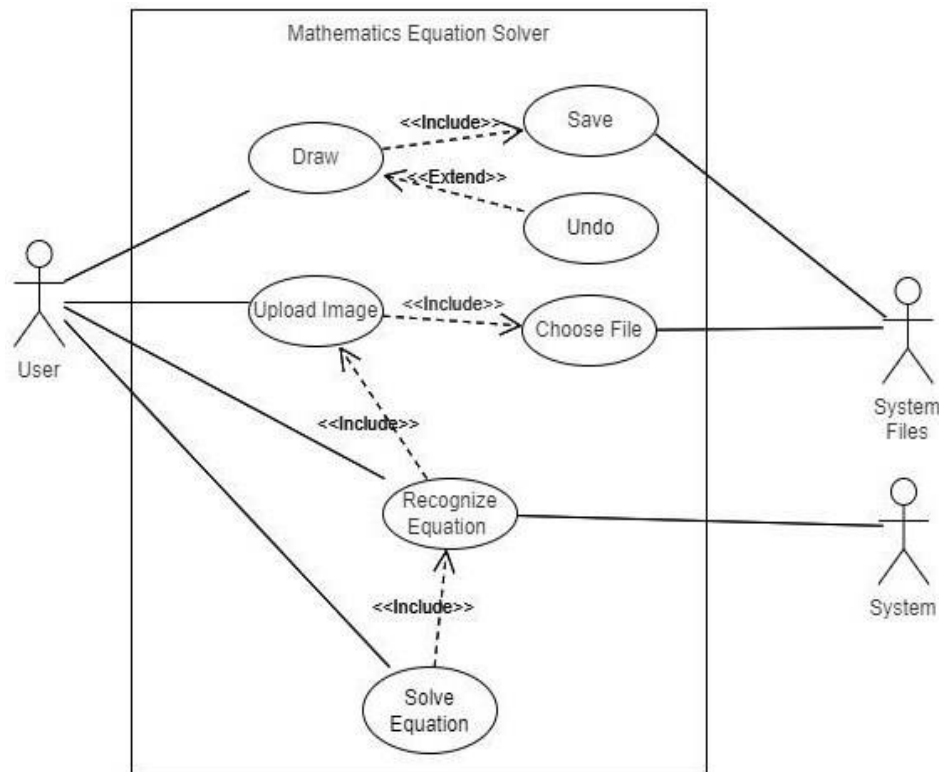 Mathematics Equation Solver
<<Include>>
Save
Draw
<<Extend>>
Undo
Upload Image
<<Include>>
Choose File
User
System
Files
<<Include>>
Recognize
Equation
System
<<Include>>
Solve
Equation